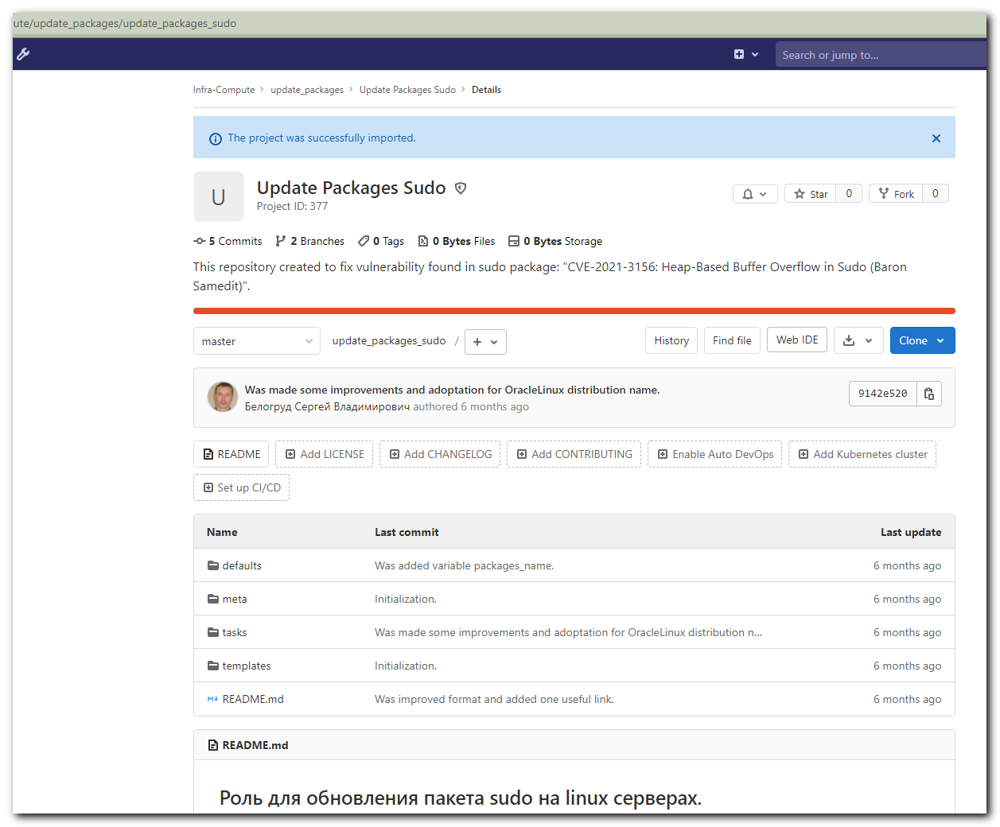 ute/update_packages/update_packages_sudo
Search or jump to...
Infra-Compute > update_packages > Update Packages Sudo > Details
The project was successfully imported.
U
Update Packages Sudo
Project ID: 377
Star 0 Fork 0
5 Commits 2 Branches 0 Tags 0 Bytes Files 0 Bytes Storage
This repository created to fix vulnerability found in sudo package: "CVE-2021-3156: Heap-Based Buffer Overflow in Sudo (Baron
Samedit)".
master update_packages_sudo / + History Find file Web IDE Clone
Was made some improvements and adoptation for OracleLinux distribution name.
Белогруд Сергей Владимирович authored 6 months ago
9142e520
README Add LICENSE Add CHANGELOG Add CONTRIBUTING Enable Auto DevOps Add Kubernetes cluster
Set up CI/CD
Name Last commit Last update
defaults Was added variable packages_name. 6 months ago
meta Initialization. 6 months ago
tasks Was made some improvements and adoptation for OracleLinux distribution n... 6 months ago
templates Initialization. 6 months ago
README.md Was improved format and added one useful link. 6 months ago
README.md
Роль для обновления пакета sudo на linux серверах.